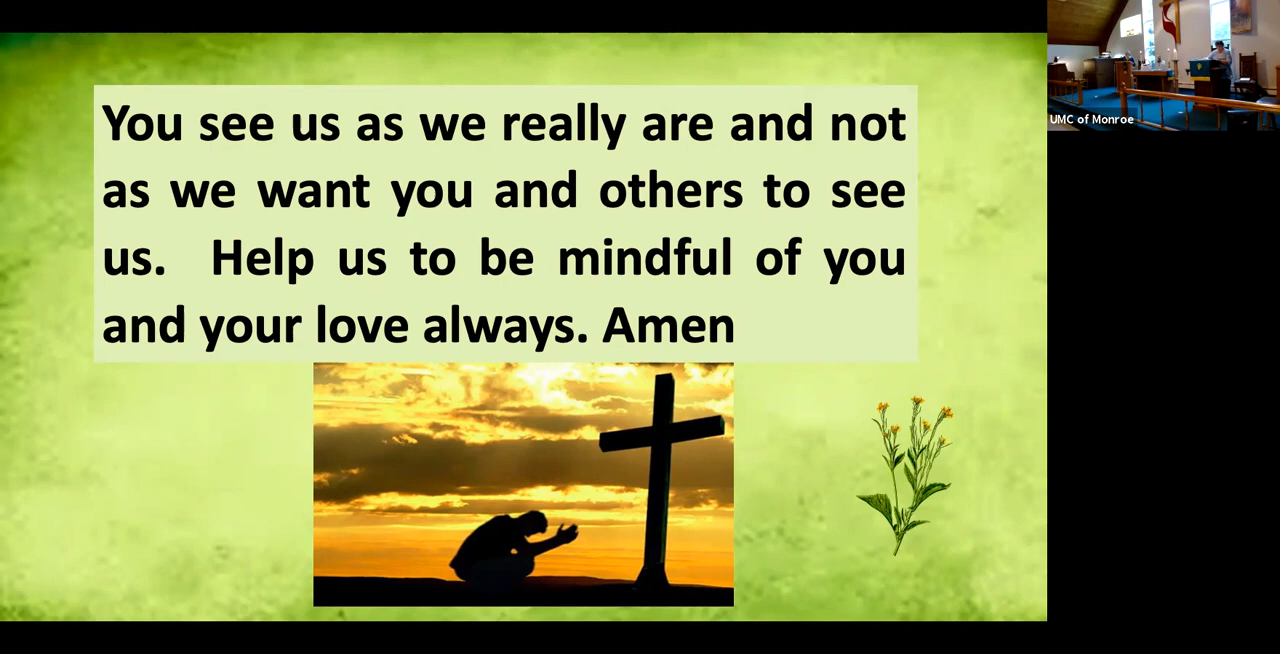 You see us as we really are and not
as we want you and others to see
us. Help us to be mindful of you
and your love always. Amen
UMC of Monroe